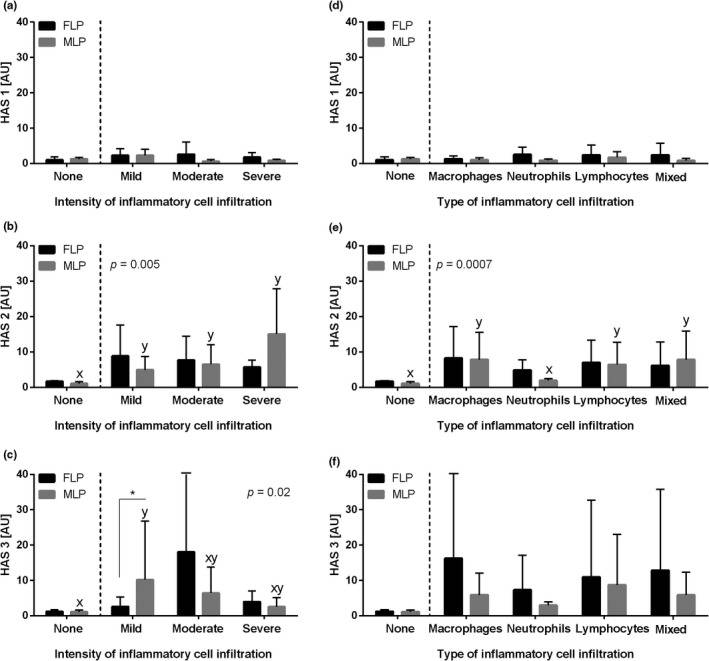 (a)
40
30
20
10
0
HAS 1 [AU]
FLP
MLP
None
Mild
Moderate
Severe
Intensity of inflammatory cell infiltration
(d)
40
30
20
10
0
HAS 1 [AU]
FLP
MLP
None
Macrophages
Neutrophils
Lymphocytes
Mixed
Type of inflammatory cell infiltration
(b)
40
30
20
10
0
HAS 2 [AU]
FLP
MLP
p = 0.005
x
y
y
y
None
Mild
Moderate
Severe
Intensity of inflammatory cell infiltration
(e)
40
30
20
10
0
HAS 2 [AU]
FLP
MLP
p = 0.0007
x
y
x
y
y
None
Macrophages
Neutrophils
Lymphocytes
Mixed
Type of inflammatory cell infiltration
(c)
40
30
20
10
0
HAS 3 [AU]
FLP
MLP
*
p = 0.02
x
y
xy
xy
None
Mild
Moderate
Severe
Intensity of inflammatory cell infiltration
(f)
40
30
20
10
0
HAS 3 [AU]
FLP
MLP
None
Macrophages
Neutrophils
Lymphocytes
Mixed
Type of inflammatory cell infiltration